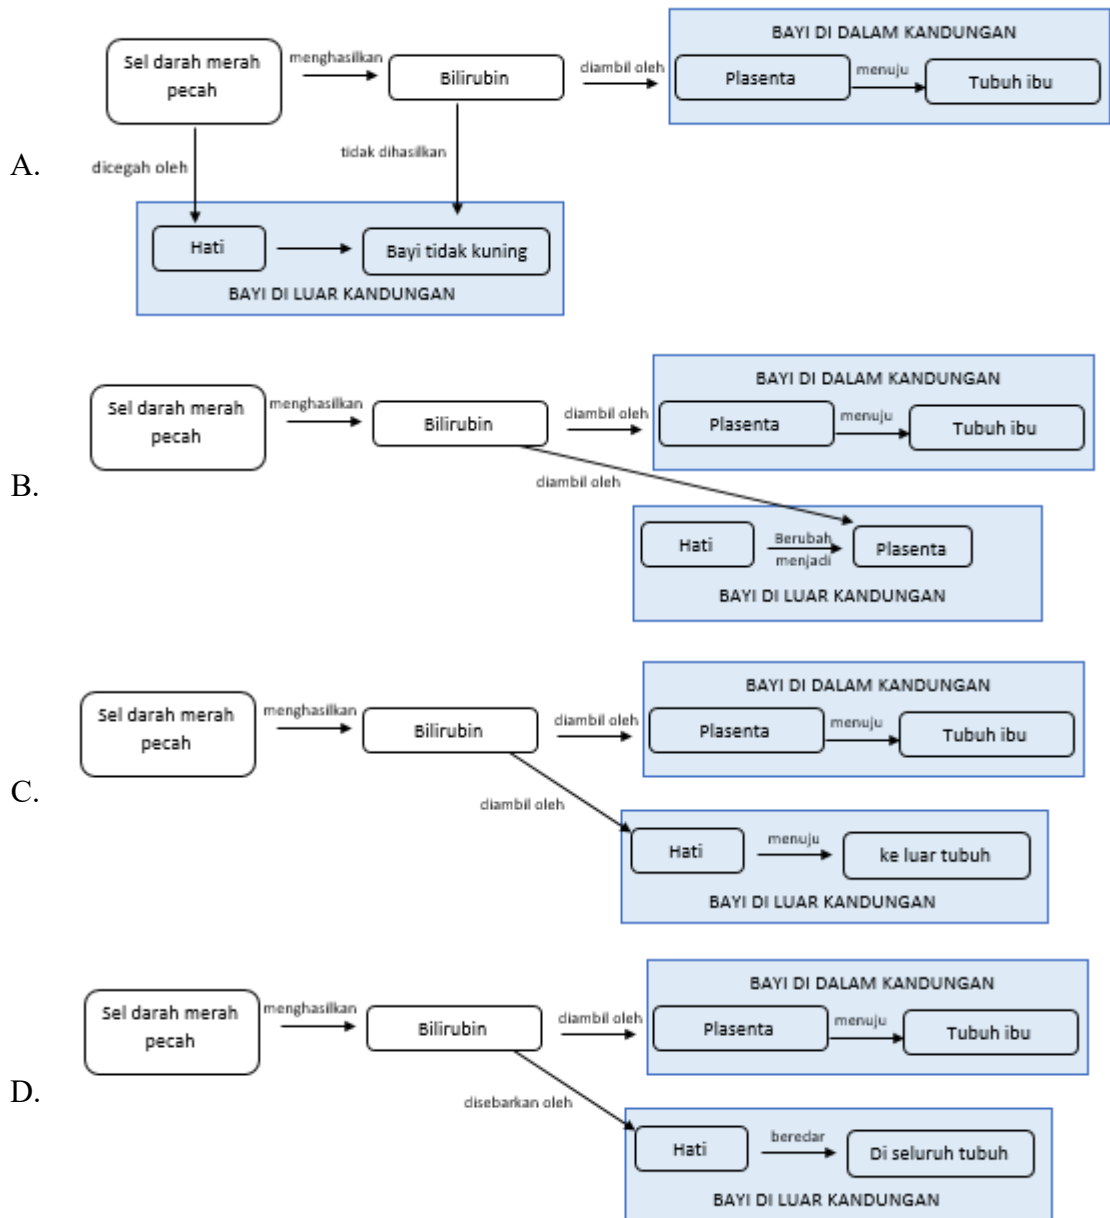 BAYI DI DALAM KANDUNGAN
Sel darah merah
pecah
menghasilkan
Bilirubin
diambil oleh
Plasenta
menuju
Tubuh ibu
A.
dicegah oleh
tidak dihasilkan
Hati
Bayi tidak kuning
BAYI DI LUAR KANDUNGAN
BAYI DI DALAM KANDUNGAN
Sel darah merah
pecah
menghasilkan
Bilirubin
diambil oleh
Plasenta
menuju
Tubuh ibu
B.
diambil oleh
Hati
Berubah
menjadi
Plasenta
BAYI DI LUAR KANDUNGAN
BAYI DI DALAM KANDUNGAN
Sel darah merah
pecah
menghasilkan
Bilirubin
diambil oleh
Plasenta
menuju
Tubuh ibu
C.
diambil oleh
Hati
menuju
ke luar tubuh
BAYI DI LUAR KANDUNGAN
BAYI DI DALAM KANDUNGAN
Sel darah merah
pecah
menghasilkan
Bilirubin
diambil oleh
Plasenta
menuju
Tubuh ibu
D.
disebarkan oleh
Hati
beredar
Di seluruh tubuh
BAYI DI LUAR KANDUNGAN